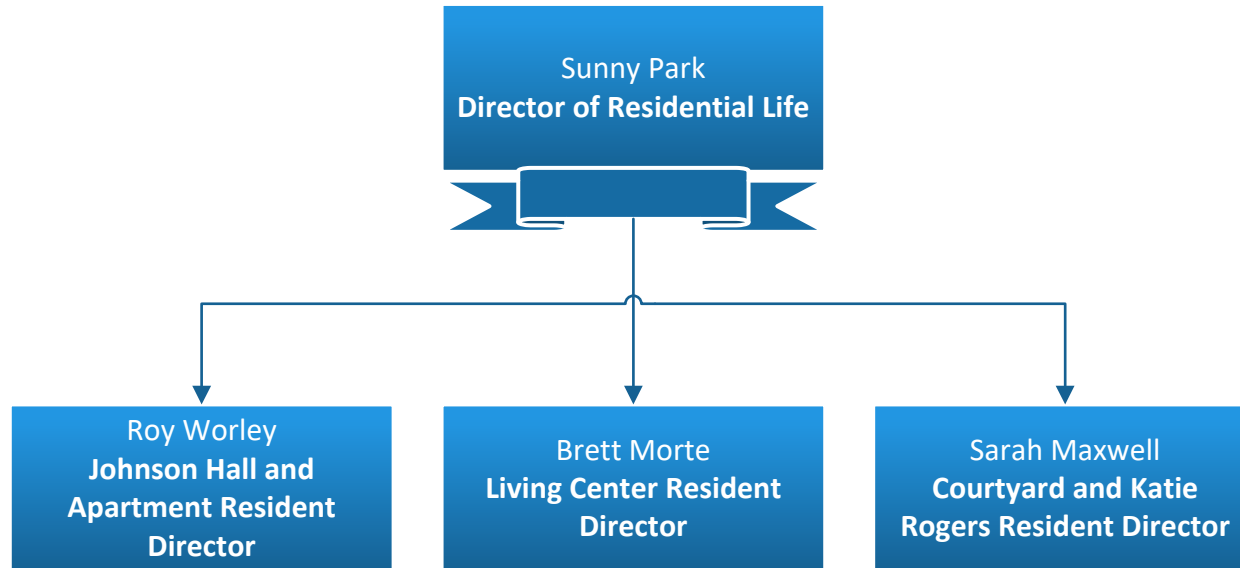 Sunny Park
Director of Residential Life
Roy Worley
Johnson Hall and
Apartment Resident
Director
Brett Morte
Living Center Resident
Director
Sarah Maxwell
Courtyard and Katie
Rogers Resident Director